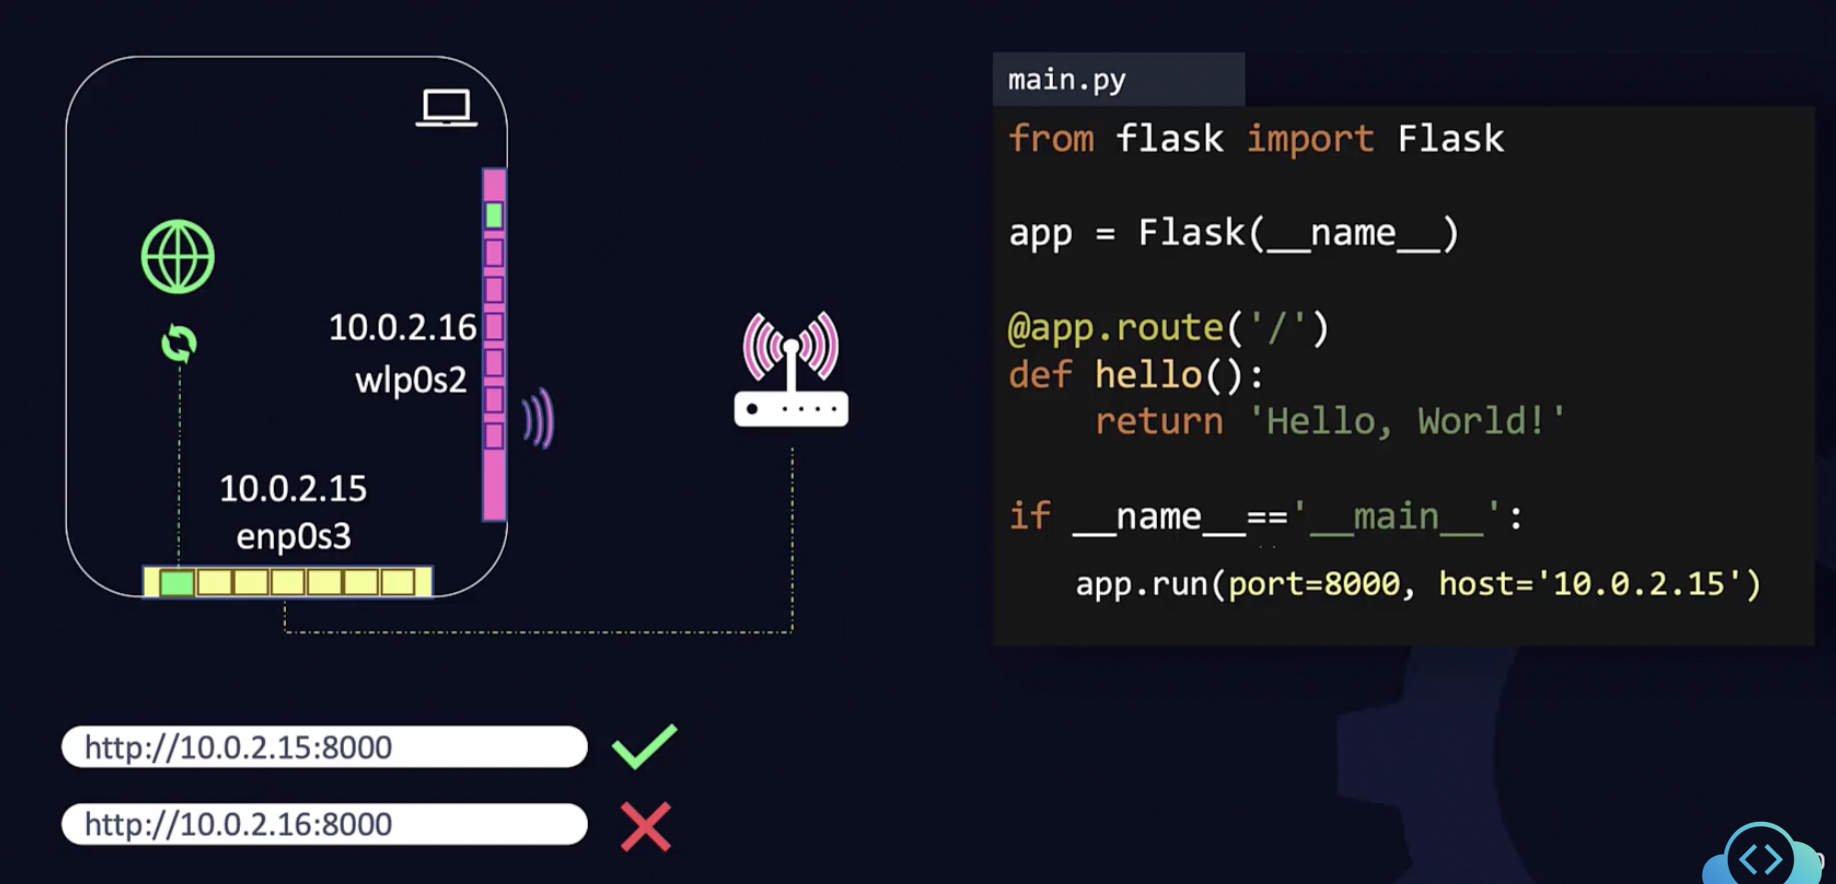 10.0.2.16
wlp0s2
10.0.2.15
enp0s3
http://10.0.2.15:8000
http://10.0.2.16:8000
main.py
from flask import Flask
app = Flask(__name__)
@app.route('/')
def hello():
    return 'Hello, World!'
if __name__=='__main__':
    app.run(port=8000, host='10.0.2.15')